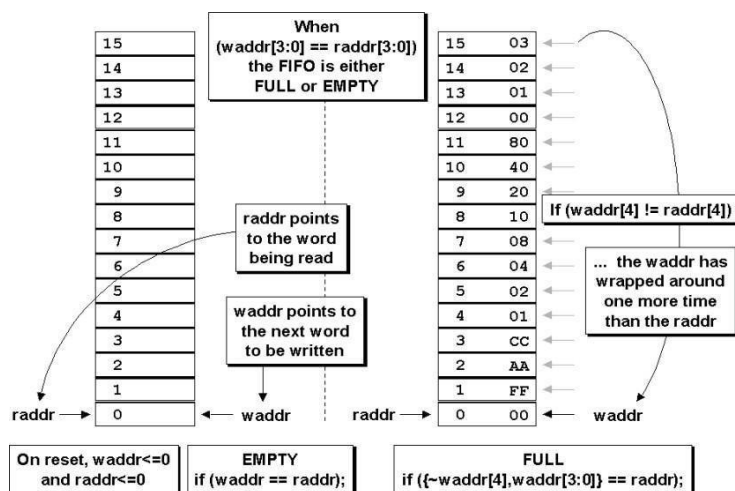 When
(waddr[3:0] == raddr[3:0])
the FIFO is either
FULL or EMPTY
15
14
13
12
11
10
9
8
7
6
5
4
3
2
1
0
raddr
waddr
raddr points
to the word
being read
waddr points to
the next word
to be written
15 03
14 02
13 01
12 00
11 80
10 40
9 20
8 10
7 08
6 04
5 02
4 01
3 CC
2 AA
1 FF
0 00
raddr
waddr
If (waddr[4] != raddr[4])
... the waddr has
wrapped around
one more time
than the raddr
On reset, waddr<=0
and raddr<=0
EMPTY
if (waddr == raddr);
FULL
if ({~waddr[4],waddr[3:0]} == raddr);